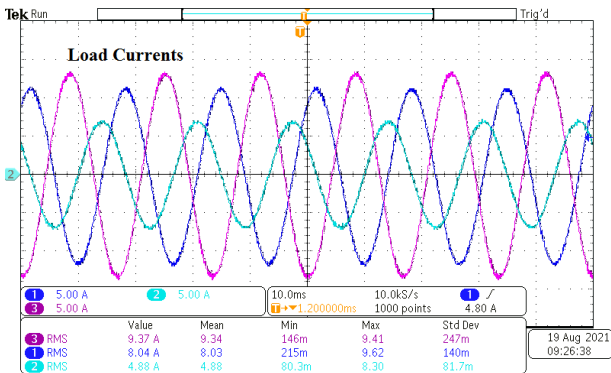 Tek Run Trig'd
T
T
Load Currents
2
1 5.00 A 2 5.00 A 10.0ms 10.0kS/s 1
3 5.00 A T→▼1.200000ms 1000 points 4.80 A
Value Mean Min Max Std Dev
3 RMS 9.37 A 9.34 146m 9.41 247m
1 RMS 8.04 A 8.03 215m 9.62 140m
2 RMS 4.88 A 4.88 80.3m 8.30 81.7m
19 Aug 2021
09:26:38